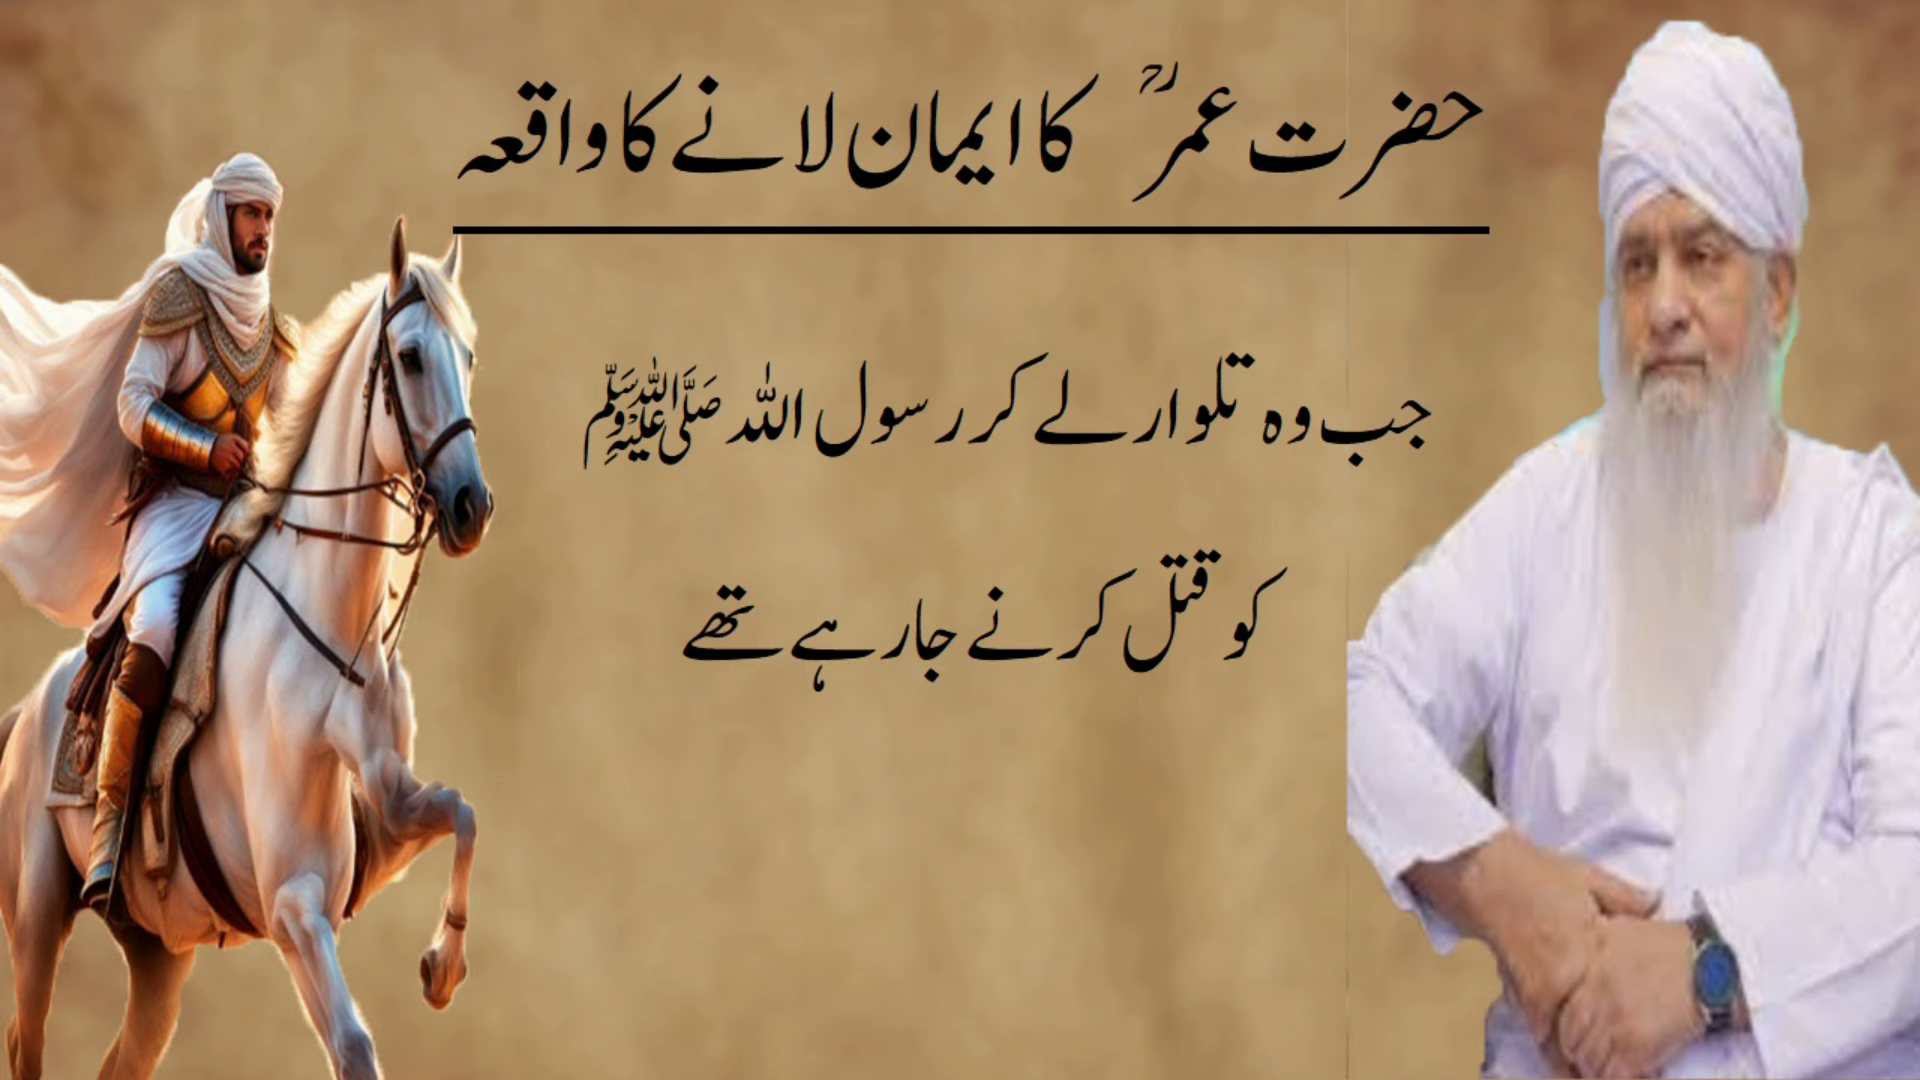 حضرت عمرؒ کا ایمان لانے کا واقعہ
جب وہ تلوار لے کر رسول اللہ ﷺ
کو قتل کرنے جا رہے تھے